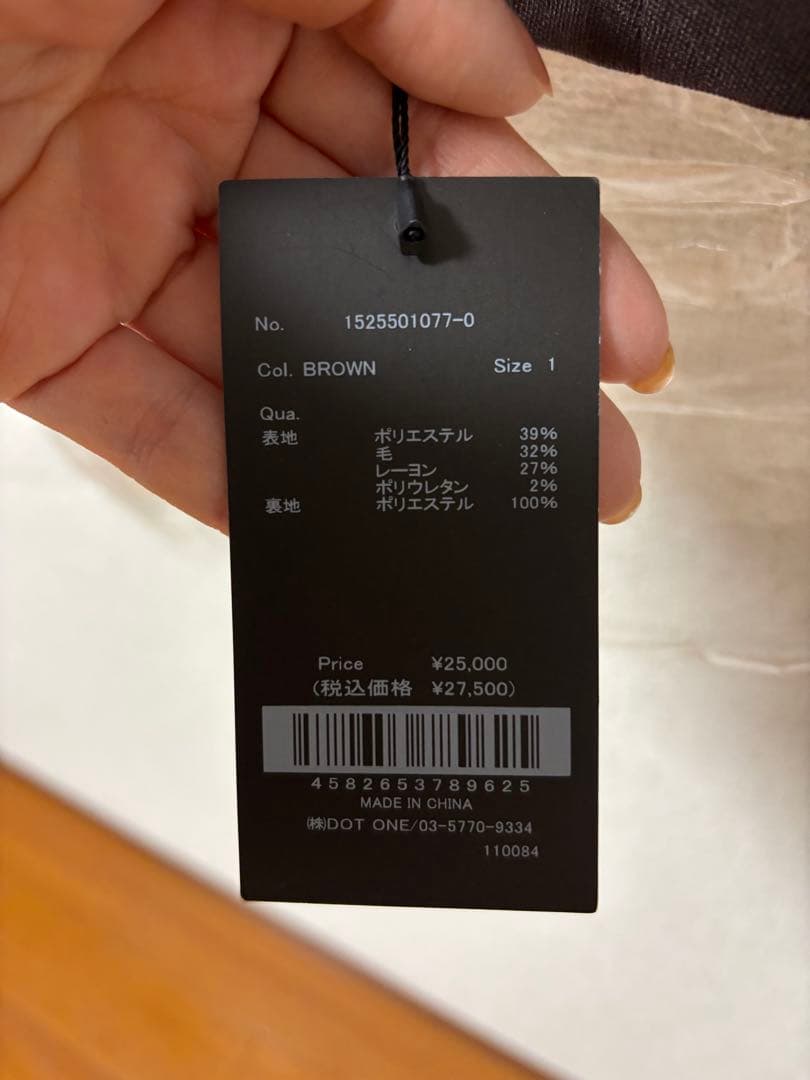 No. 1525501077-0
Col. BROWN Size 1
Qua.
表地 ポリエステル 39%
毛 32%
レーヨン 27%
ポリウレタン 2%
裏地 ポリエステル 100%
Price ¥25,000
(税込価格 ¥27,500)
4582653789625
MADE IN CHINA
㈱DOT ONE/03-5770-9334
110084